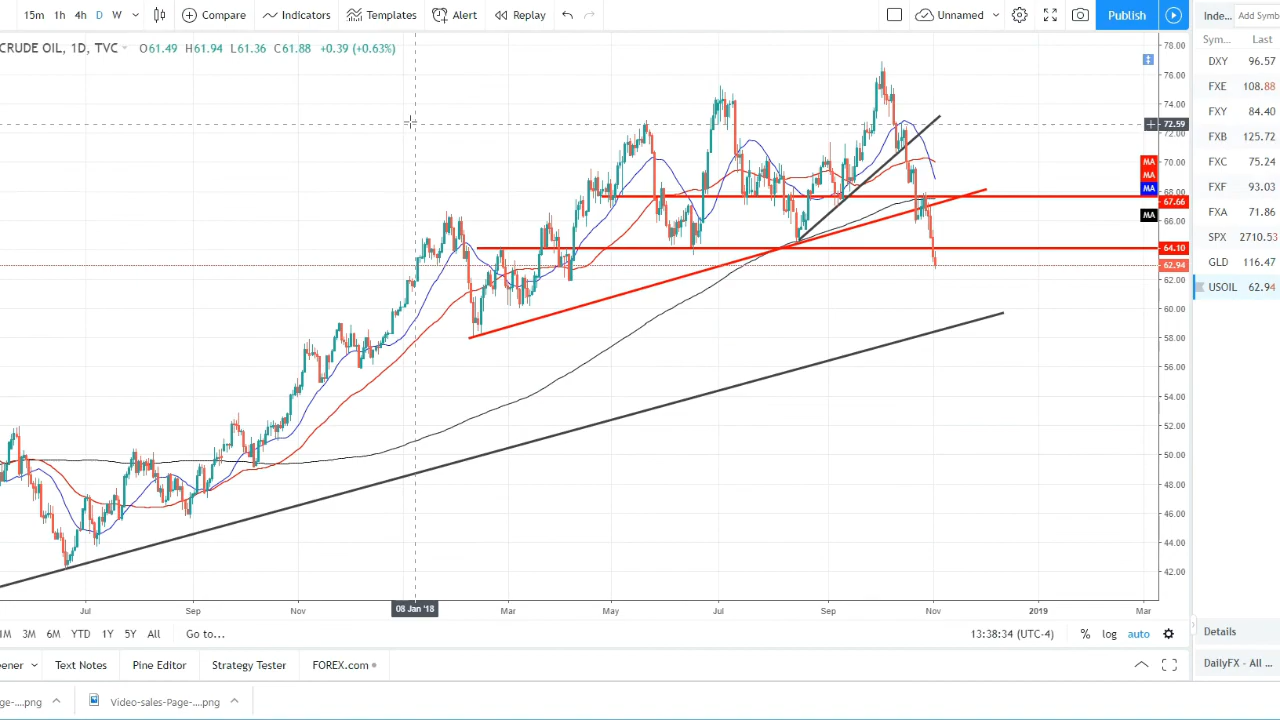 15m 1h 4h D W Compare Indicators Templates Alert Replay Unnamed Publish Inde... Add Symb
CRUDE OIL, 1D, TVC O61.49 H61.94 L61.36 C61.88 +0.39 (+0.63%)
Sym... Last
DXY 96.57
FXE 108.88
FXY 84.40
FXB 125.72
FXC 75.24
FXF 93.03
FXA 71.86
SPX 2710.53
GLD 116.47
USOIL 62.94
78.00
76.00
74.00
72.59
72.00
70.00
68.00
67.66
66.00
64.10
62.94
62.00
60.00
58.00
56.00
54.00
52.00
50.00
48.00
46.00
44.00
42.00
MA
MA
MA
MA
Jul Sep Nov 08 Jan '18 Mar May Jul Sep Nov 2019 Mar
1M 3M 6M YTD 1Y 5Y All Go to... 13:38:34 (UTC-4) % log auto
Details
eener Text Notes Pine Editor Strategy Tester FOREX.com
DailyFX - All ...
ge-....png Video-sales-Page-....png